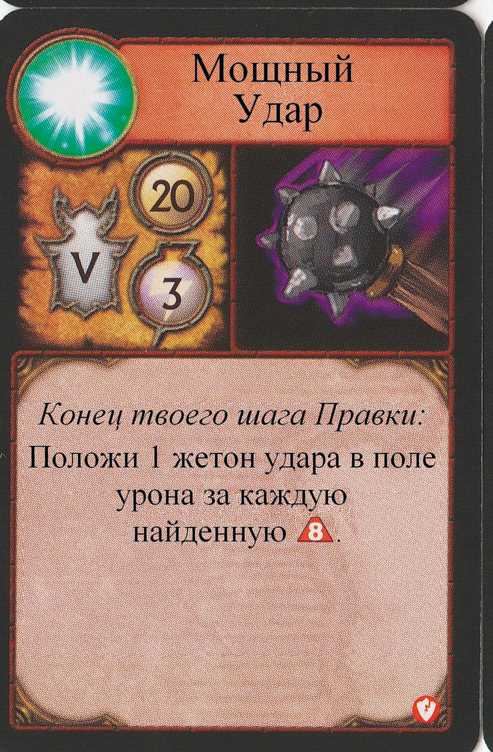 Мощный
Удар
20
V
3
Конец твоего шага Правки:
Положи 1 жетон удара в поле
урона за каждую
найденную 8.